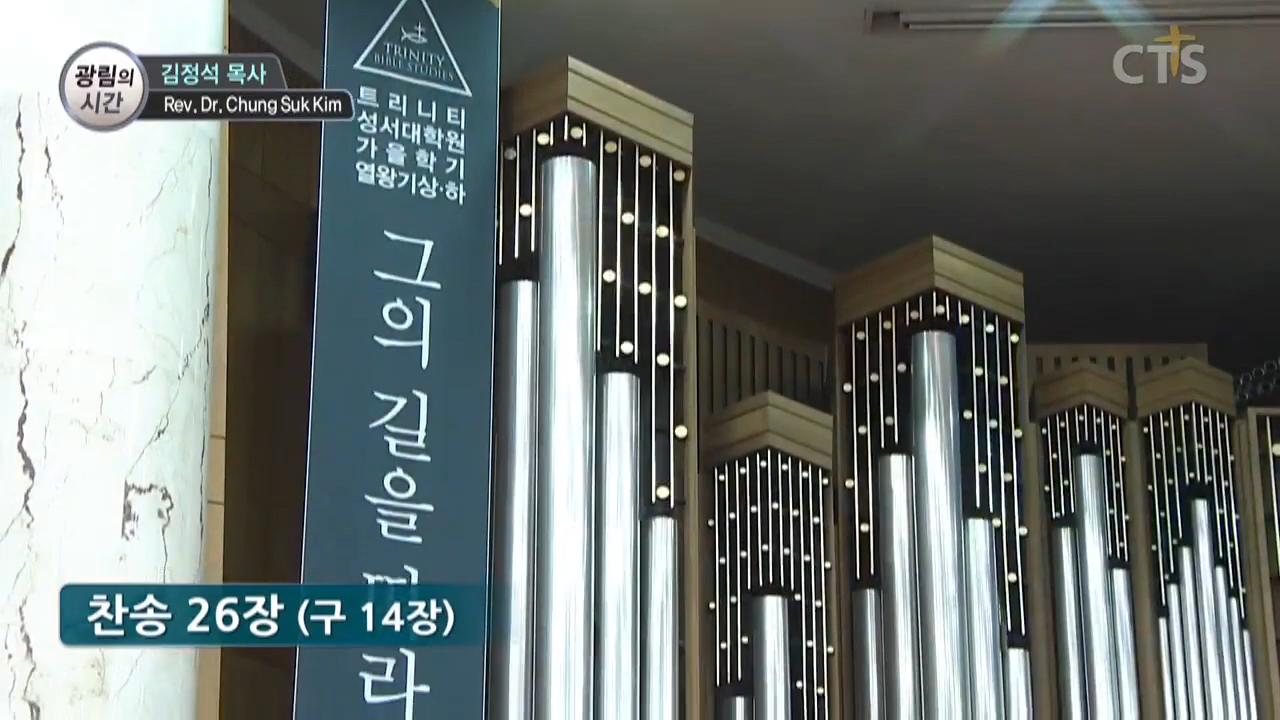 광림의
시간
김정석 목사
Rev. Dr. Chung Suk Kim
CTS
TRINITY
BIBLE STUDIES
트리니티
성서대학원
가을학기
열왕기상·하
그의
길을
라
찬송 26장 (구 14장)